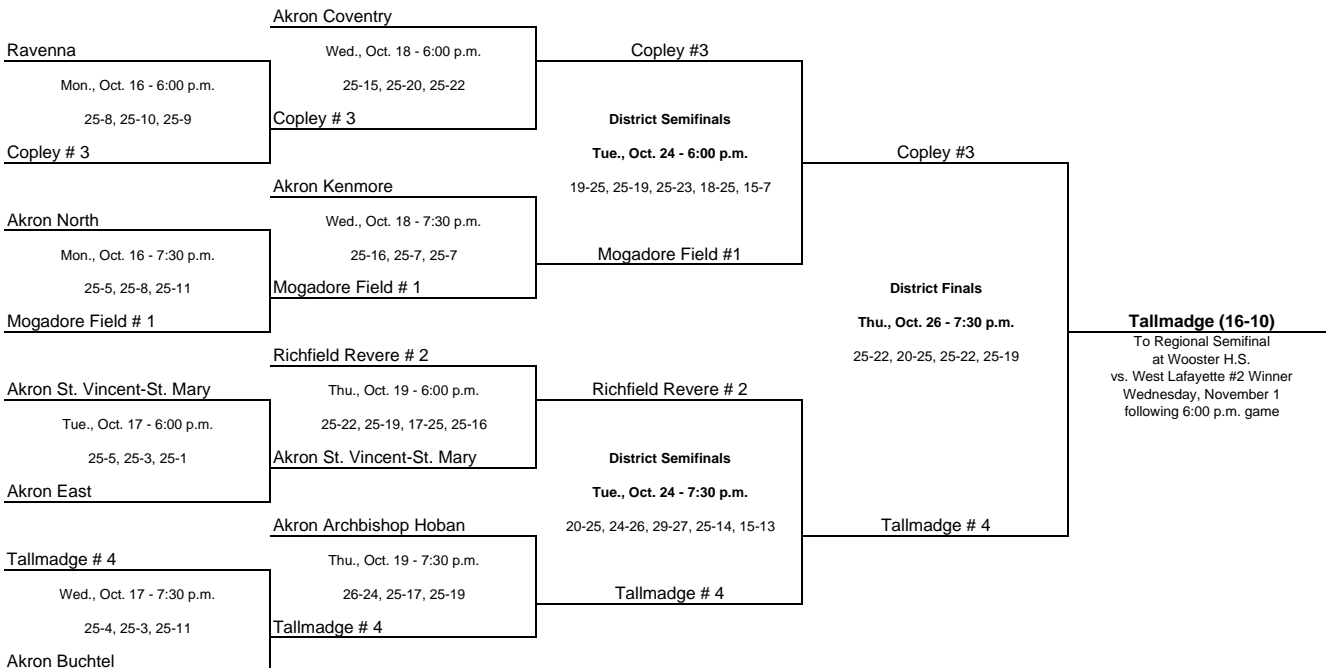 Akron Coventry
Ravenna
Wed., Oct. 18 - 6:00 p.m.
Copley #3
Mon., Oct. 16 - 6:00 p.m.
25-15, 25-20, 25-22
25-8, 25-10, 25-9
Copley # 3
District Semifinals
Copley # 3
Tue., Oct. 24 - 6:00 p.m.
Copley #3
Akron Kenmore
19-25, 25-19, 25-23, 18-25, 15-7
Akron North
Wed., Oct. 18 - 7:30 p.m.
Mon., Oct. 16 - 7:30 p.m.
25-16, 25-7, 25-7
Mogadore Field #1
25-5, 25-8, 25-11
Mogadore Field # 1
District Finals
Mogadore Field # 1
Thu., Oct. 26 - 7:30 p.m.
Tallmadge (16-10)
To Regional Semifinal
at Wooster H.S.
vs. West Lafayette #2 Winner
Wednesday, November 1
following 6:00 p.m. game
Richfield Revere # 2
25-22, 20-25, 25-22, 25-19
Akron St. Vincent-St. Mary
Thu., Oct. 19 - 6:00 p.m.
Richfield Revere # 2
Tue., Oct. 17 - 6:00 p.m.
25-22, 25-19, 17-25, 25-16
25-5, 25-3, 25-1
Akron St. Vincent-St. Mary
District Semifinals
Akron East
Tue., Oct. 24 - 7:30 p.m.
Akron Archbishop Hoban
20-25, 24-26, 29-27, 25-14, 15-13
Tallmadge # 4
Tallmadge # 4
Thu., Oct. 19 - 7:30 p.m.
Wed., Oct. 17 - 7:30 p.m.
26-24, 25-17, 25-19
Tallmadge # 4
25-4, 25-3, 25-11
Tallmadge # 4
Akron Buchtel